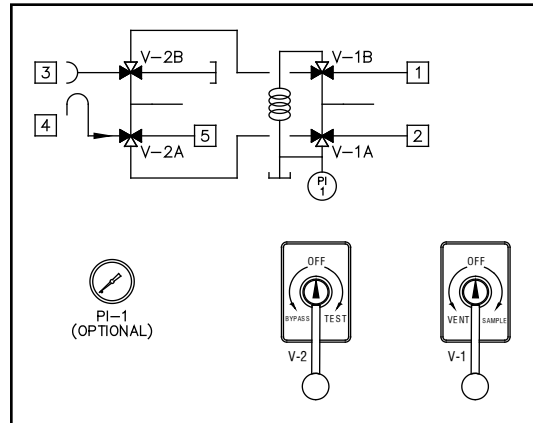 V-2B
V-1B
3
1
4
5
2
V-2A
V-1A
PI
1
PI-1
(OPTIONAL)
OFF
BYPASS
TEST
V-2
OFF
VENT
SAMPLE
V-1